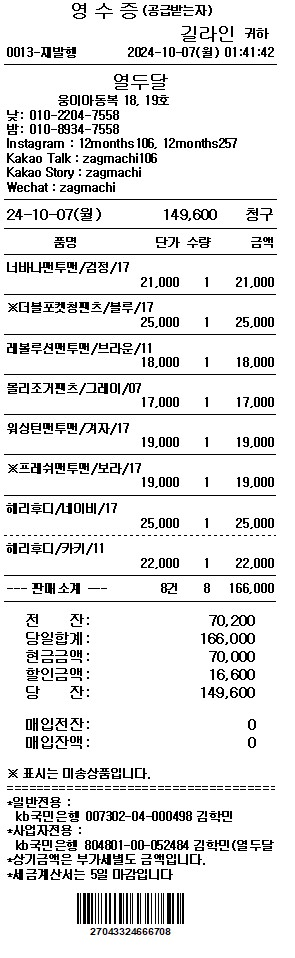 영 수 증 (공급받는자)
길라인 귀하
0013-재발행 2024-10-07(월) 01:41:42
열두달
웅이아동복 18, 19호
낮: 010-2204-7558
밤: 010-8934-7558
Instagram : 12months106, 12months257
Kakao Talk : zagmachi106
Kakao Story : zagmachi
Wechat : zagmachi
24-10-07(월) 149,600 청구
품명 단가 수량 금액
너바나맨투맨/검정/17
21,000 1 21,000
※더블포켓청팬츠/블루/17
25,000 1 25,000
레볼루션맨투맨/브라운/11
18,000 1 18,000
몰리조거팬츠/그레이/07
17,000 1 17,000
워싱턴맨투맨/겨자/17
19,000 1 19,000
※프레쉬맨투맨/보라/17
19,000 1 19,000
해리후디/네이비/17
25,000 1 25,000
해리후디/카키/11
22,000 1 22,000
--- 판매 소계 --- 8건 8 166,000
전 잔: 70,200
당일합계: 166,000
현금금액: 70,000
할인금액: 16,600
당 잔: 149,600
매입전잔: 0
매입잔액: 0
※ 표시는 미송상품입니다.
=====================================
*일반전용 :
kb국민은행 007302-04-000498 김학민
*사업자전용 :
kb국민은행 804801-00-052484 김학민(열두달
*상기금액은 부가세별도 금액입니다.
*세금계산서는 5일 마감입니다
27043324666708